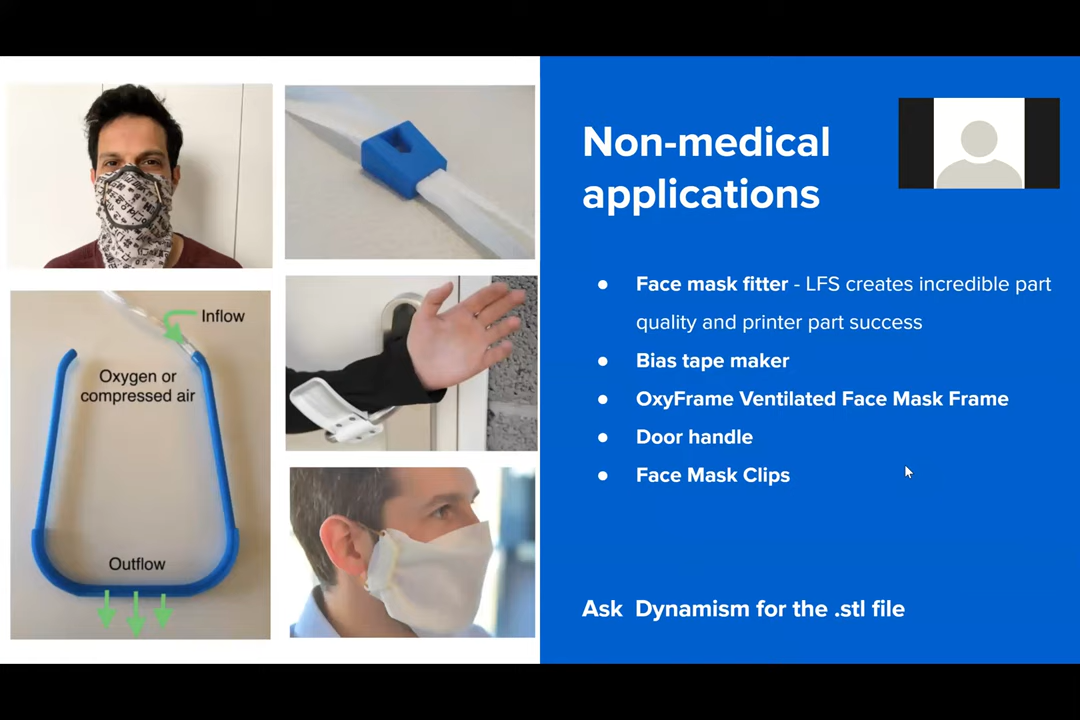 Inflow
Oxygen or
compressed air
Outflow
Non-medical
applications
● Face mask fitter - LFS creates incredible part
quality and printer part success
● Bias tape maker
● OxyFrame Ventilated Face Mask Frame
● Door handle
● Face Mask Clips
Ask Dynamism for the .stl file